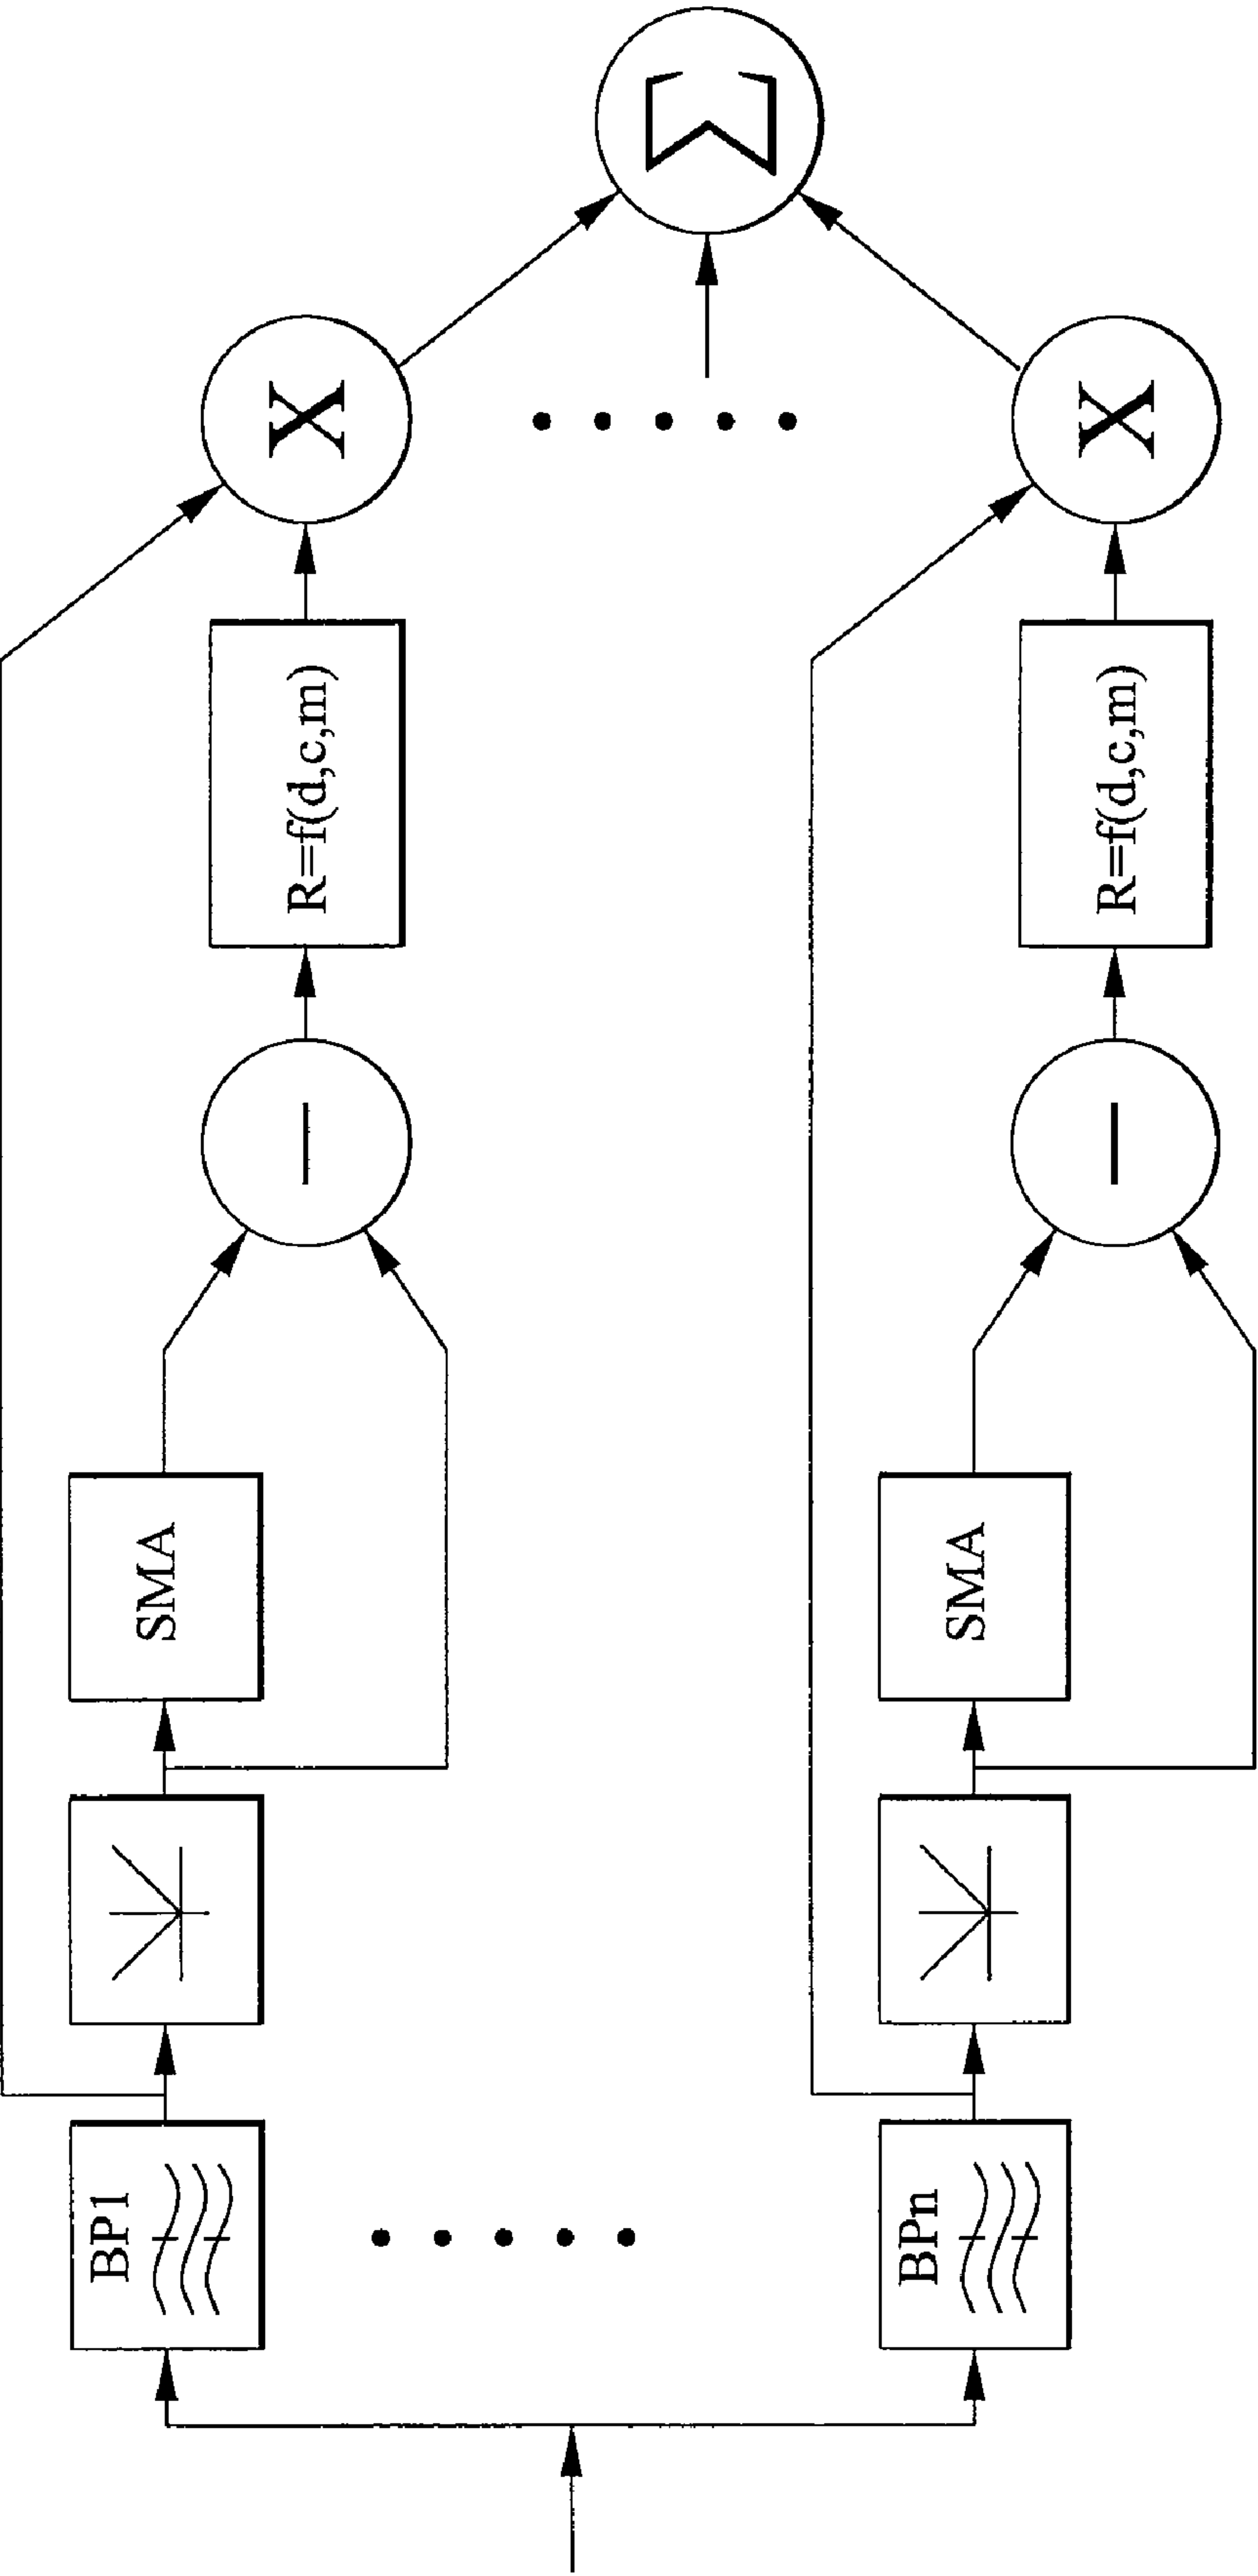 BP1
SMA
—
R=f(d,c,m)
X
Σ
BPn
SMA
—
R=f(d,c,m)
X